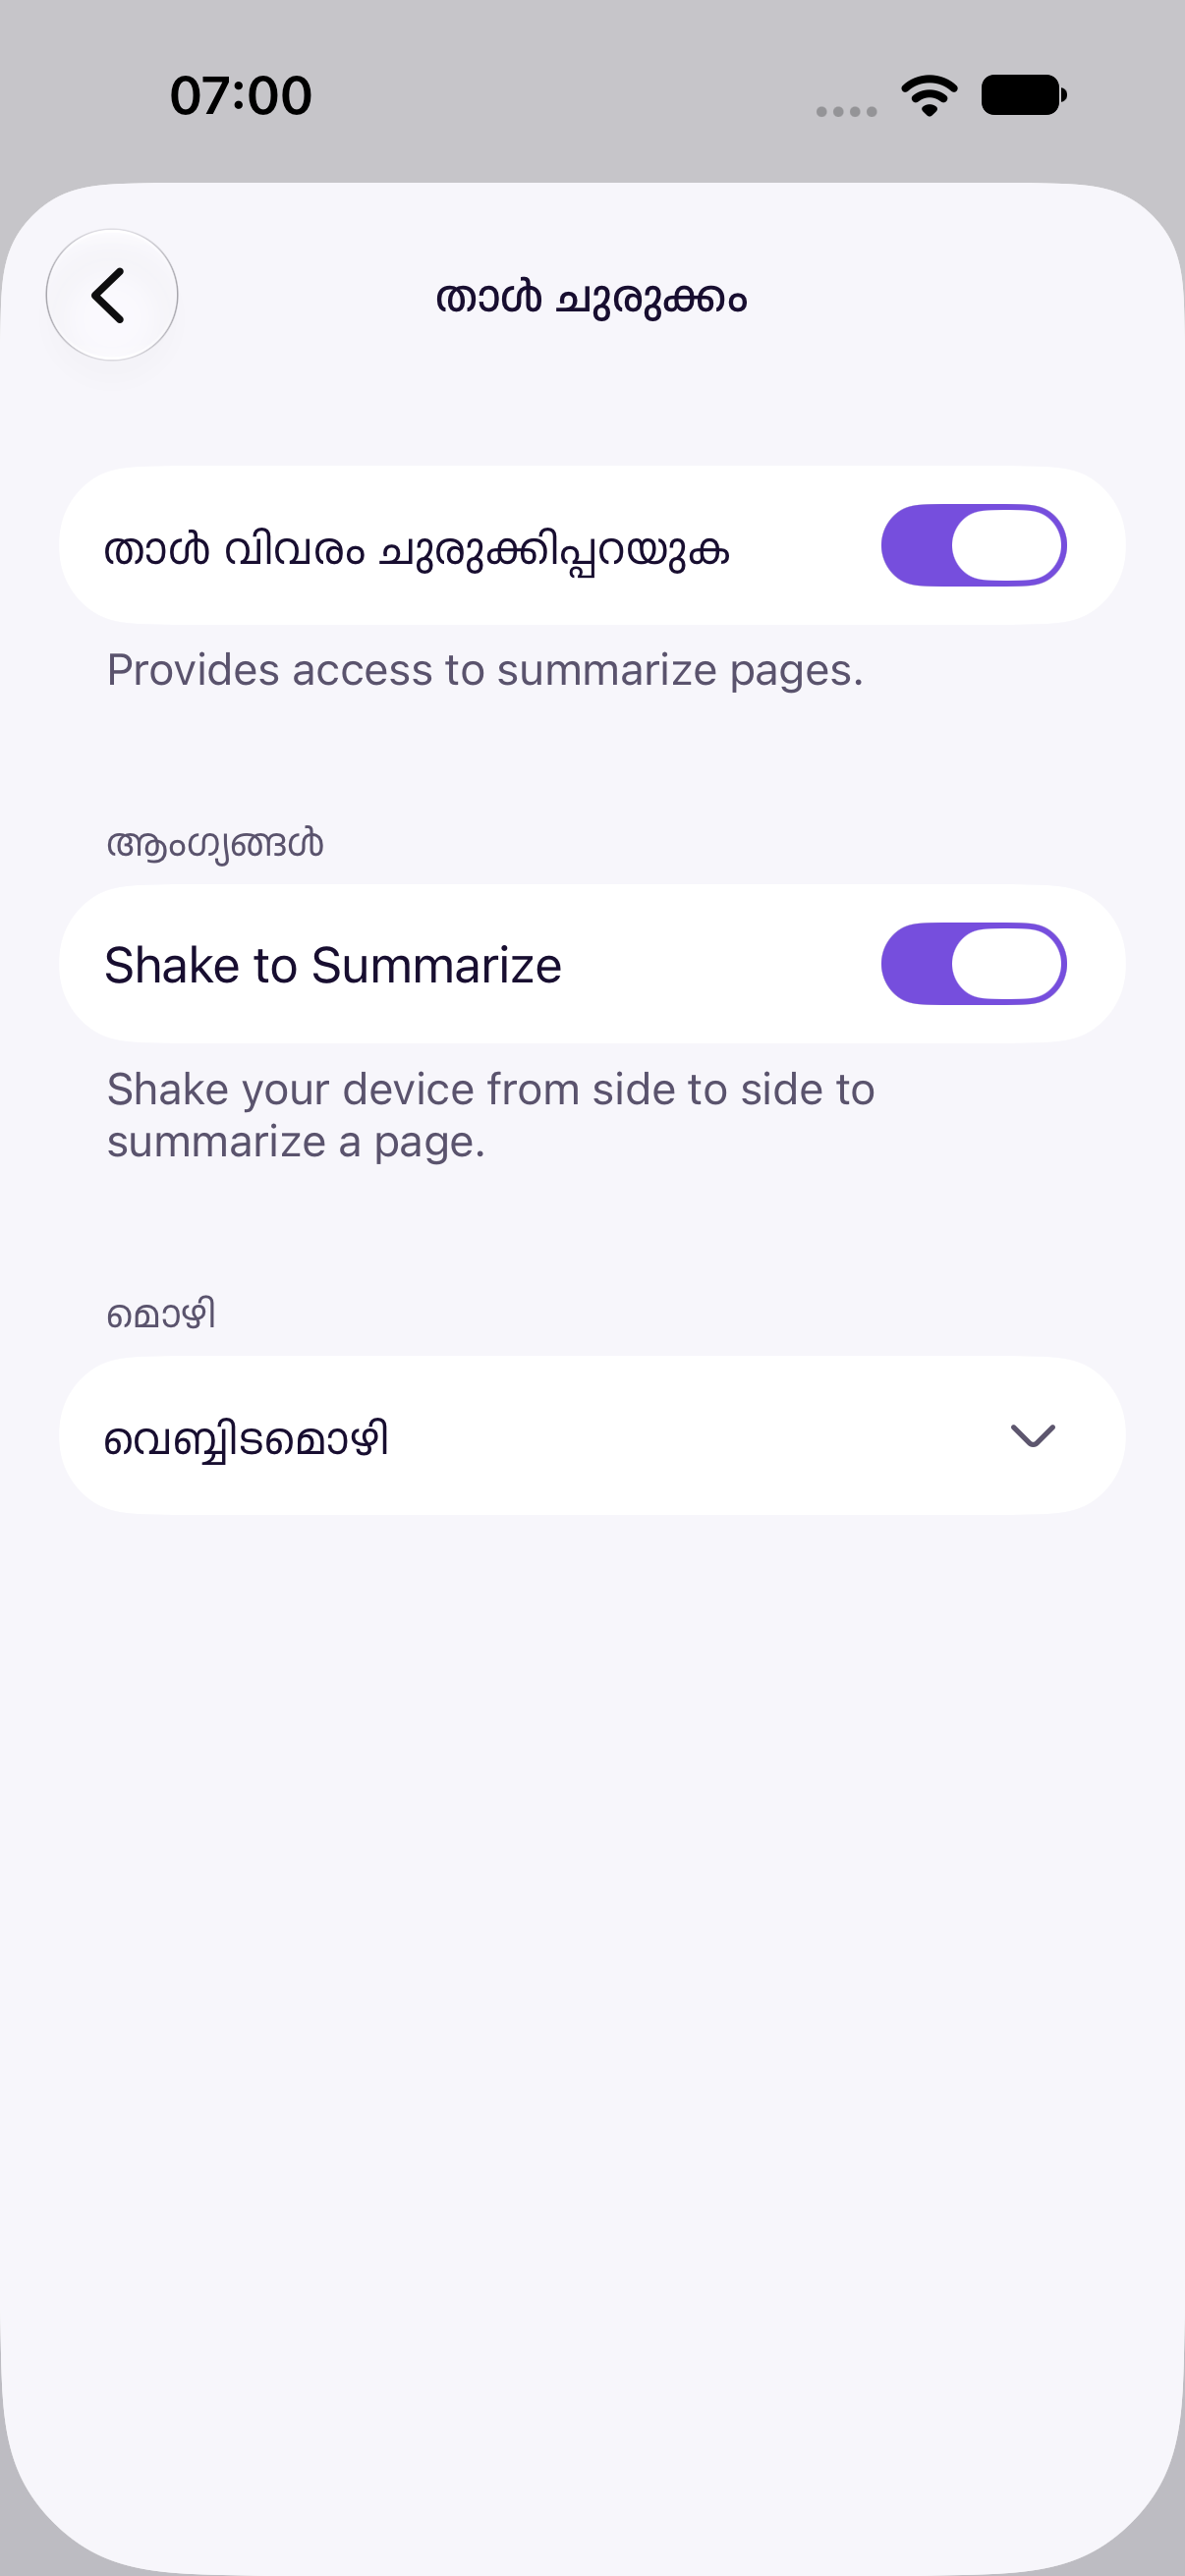 07:00
താൾ ചുരുക്കം
താൾ വിവരം ചുരുക്കിപ്പറയുക
Provides access to summarize pages.
ആംഗ്യങ്ങൾ
Shake to Summarize
Shake your device from side to side to
summarize a page.
മൊഴി
വെബ്ബിടമൊഴി